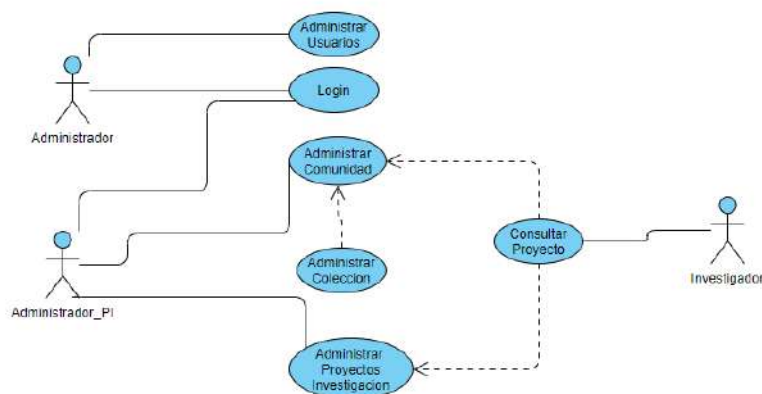 Administrar
Usuarios
Login
Administrador
Administrar
Comunidad
Administrar
Coleccion
Consultar
Proyecto
Investigador
Administrador_PI
Administrar
Proyectos
Investigacion